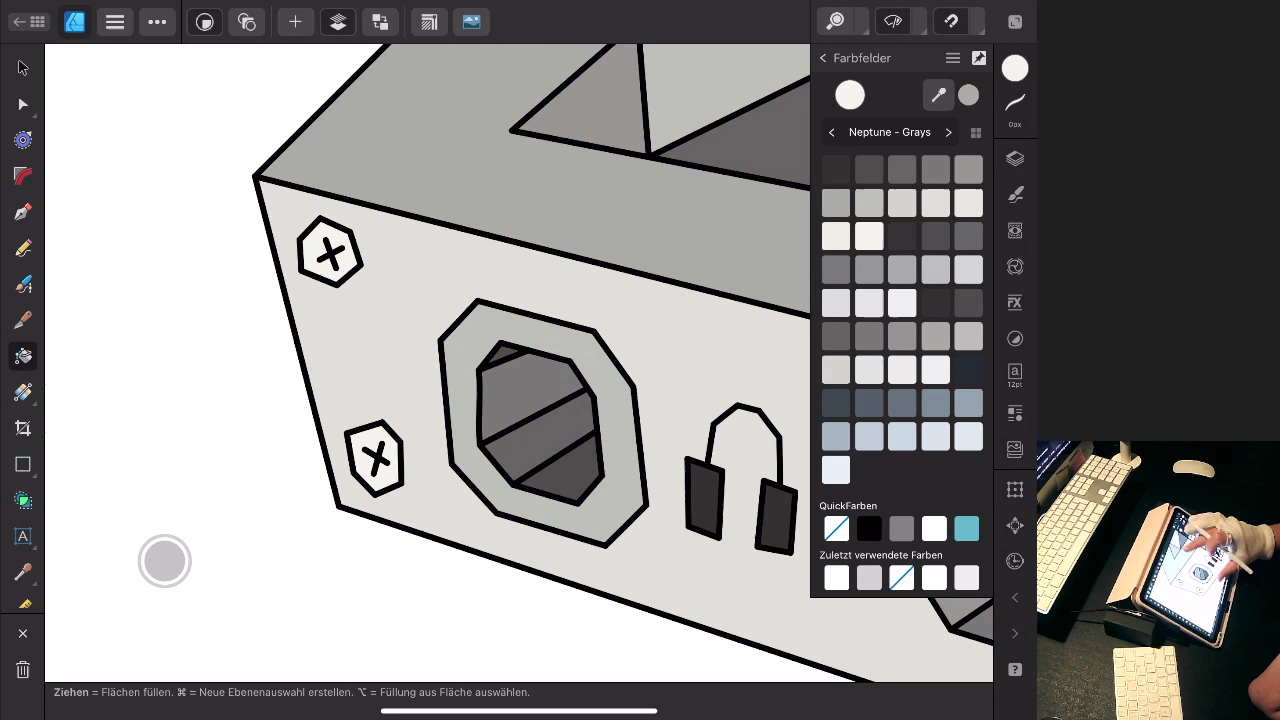 Farbfelder
Neptune - Grays
QuickFarben
Zuletzt verwendete Farben
0px
FX
a
12pt
A
?
Ziehen = Flächen füllen. ⌘ = Neue Ebenenauswahl erstellen. ⌥ = Füllung aus Fläche auswählen.